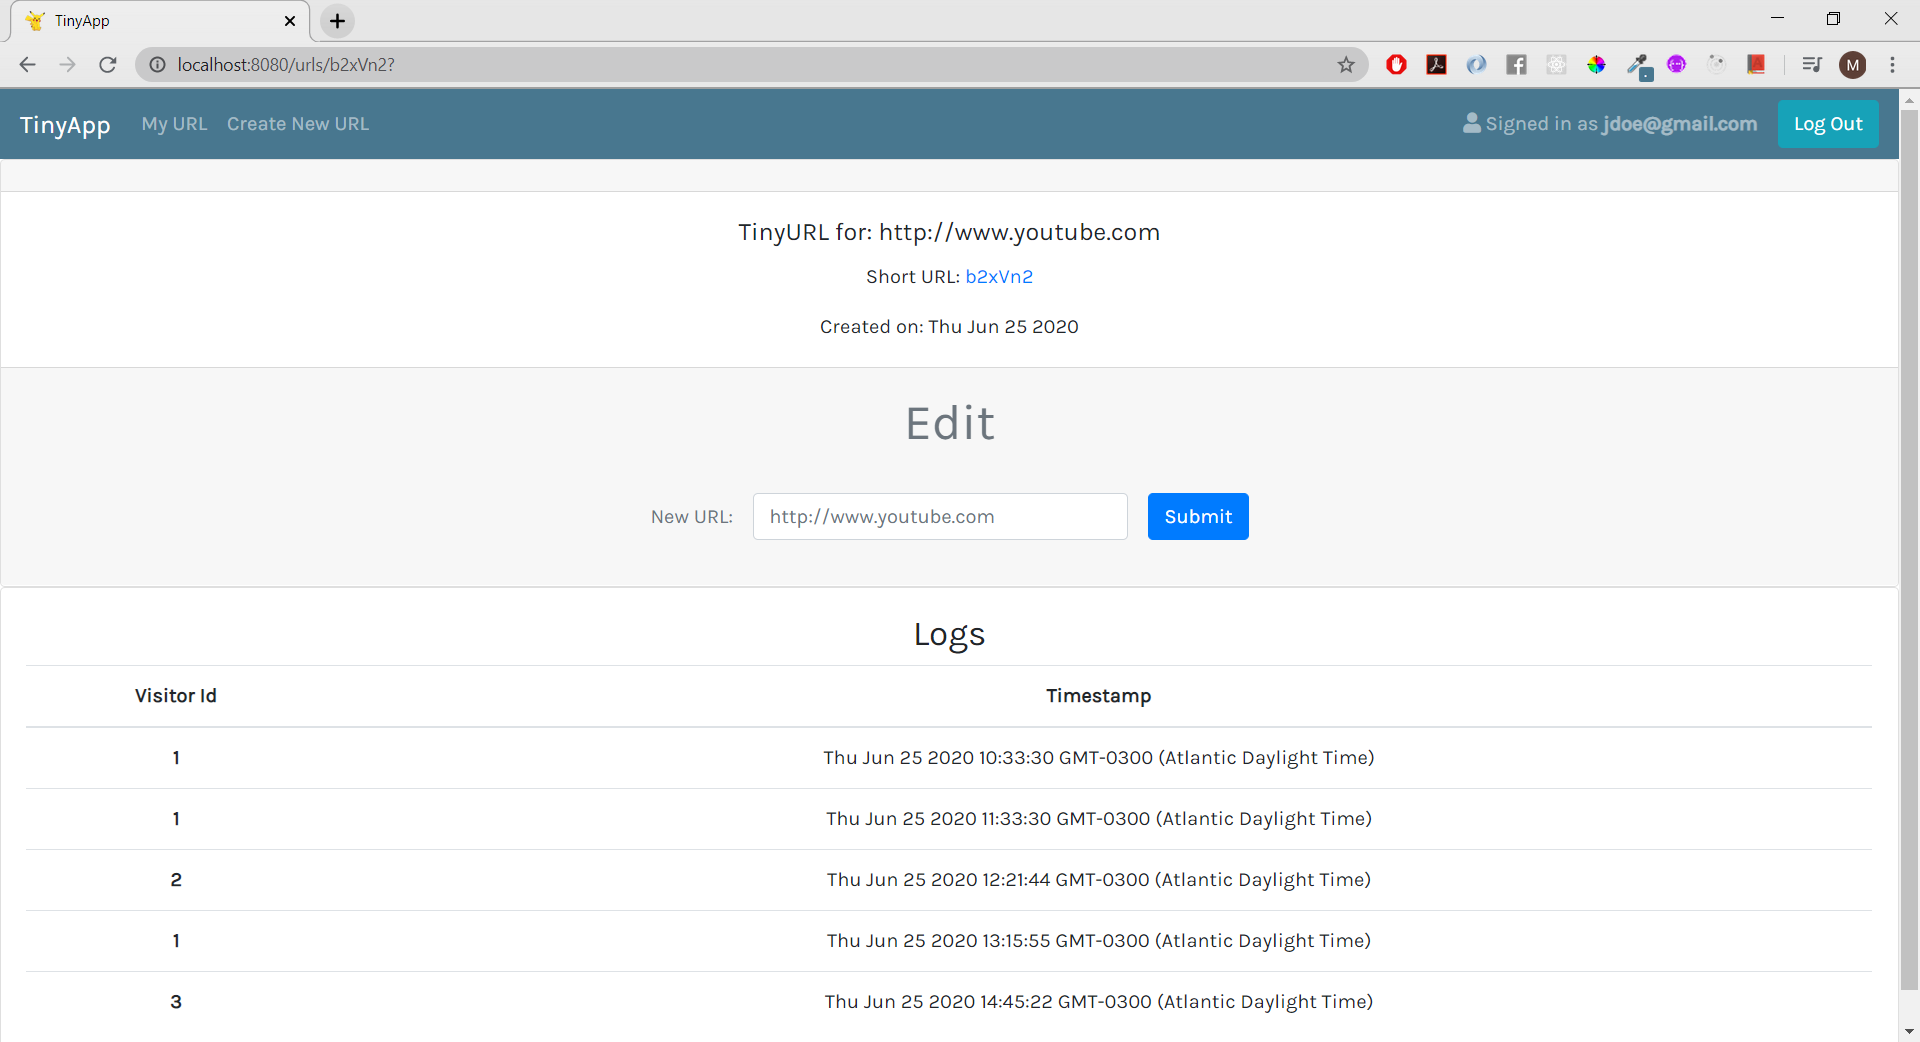 TinyApp
localhost:8080/urls/b2xVn2?
M
TinyApp My URL Create New URL Signed in as jdoe@gmail.com Log Out
TinyURL for: http://www.youtube.com
Short URL: b2xVn2
Created on: Thu Jun 25 2020
Edit
New URL: http://www.youtube.com Submit
Logs
Visitor Id Timestamp
1 Thu Jun 25 2020 10:33:30 GMT-0300 (Atlantic Daylight Time)
1 Thu Jun 25 2020 11:33:30 GMT-0300 (Atlantic Daylight Time)
2 Thu Jun 25 2020 12:21:44 GMT-0300 (Atlantic Daylight Time)
1 Thu Jun 25 2020 13:15:55 GMT-0300 (Atlantic Daylight Time)
3 Thu Jun 25 2020 14:45:22 GMT-0300 (Atlantic Daylight Time)